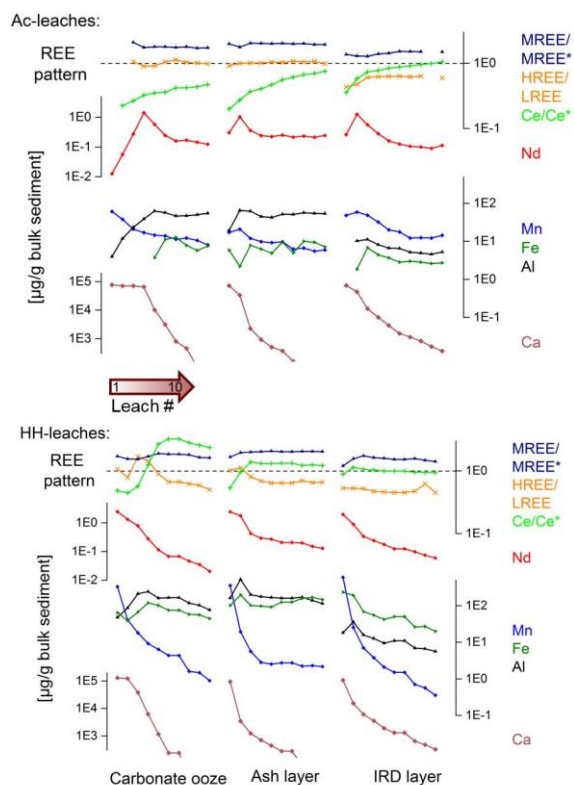 Ac-leaches:
REE
pattern
1E0
1E-1
MREE/
MREE*
HREE/
LREE
Ce/Ce*
1E0
1E-1
1E-2
Nd
[µg/g bulk sediment]
1E2
1E1
1E0
1E-1
Mn
Fe
Al
1E5
1E4
1E3
Ca
1 10
Leach #
HH-leaches:
REE
pattern
1E0
1E-1
MREE/
MREE*
HREE/
LREE
Ce/Ce*
1E0
1E-1
1E-2
Nd
[µg/g bulk sediment]
1E2
1E1
1E0
1E-1
Mn
Fe
Al
1E5
1E4
1E3
Ca
Carbonate ooze Ash layer IRD layer